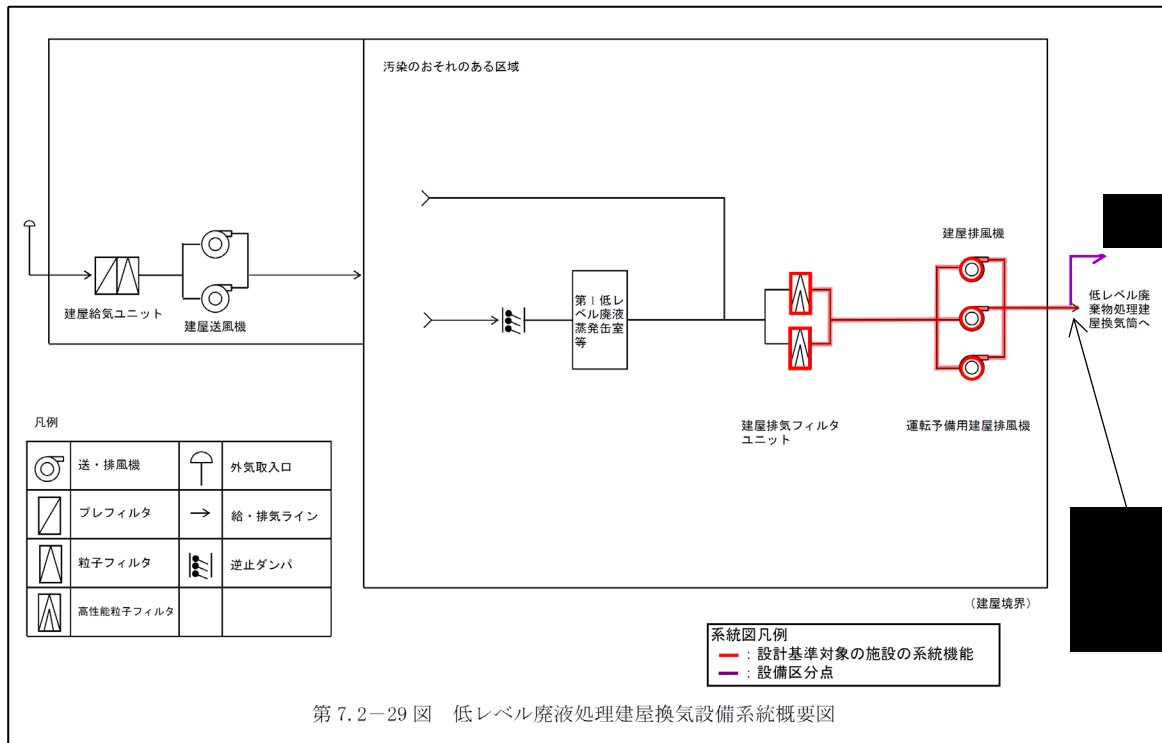 汚染のおそれのある区域
建屋排風機
第１低レ
ベル廃液
蒸発缶室
等
低レベル廃
棄物処理建
屋換気筒へ
建屋給気ユニット
建屋送風機
建屋排気フィルタ
ユニット
運転予備用建屋排風機
凡例
送・排風機
外気取入口
プレフィルタ
給・排気ライン
粒子フィルタ
逆止ダンパ
高性能粒子フィルタ
(建屋境界)
系統図凡例
：設計基準対象の施設の系統機能
：設備区分点
第 7.2－29 図　低レベル廃液処理建屋換気設備系統概要図